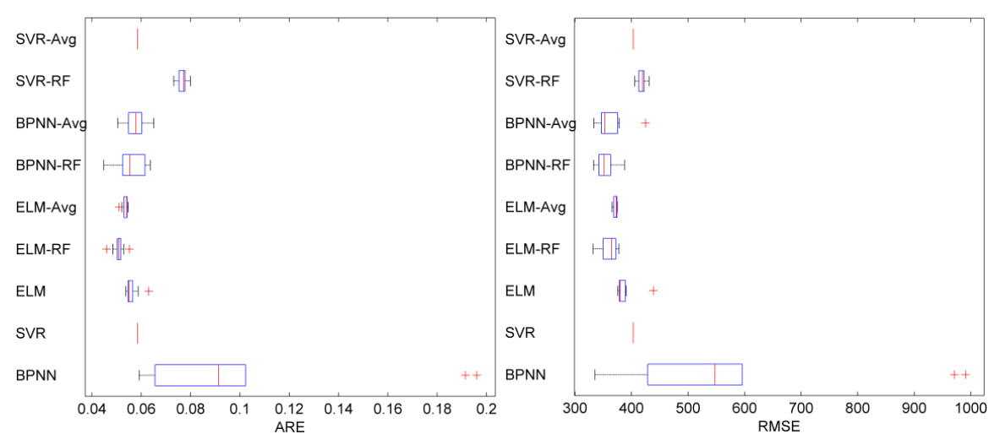 SVR-Avg
SVR-RF
BPNN-Avg
BPNN-RF
ELM-Avg
ELM-RF
ELM
SVR
BPNN
0.04 0.06 0.08 0.1 0.12 0.14 0.16 0.18 0.2
ARE
SVR-Avg
SVR-RF
BPNN-Avg
BPNN-RF
ELM-Avg
ELM-RF
ELM
SVR
BPNN
300 400 500 600 700 800 900 1000
RMSE